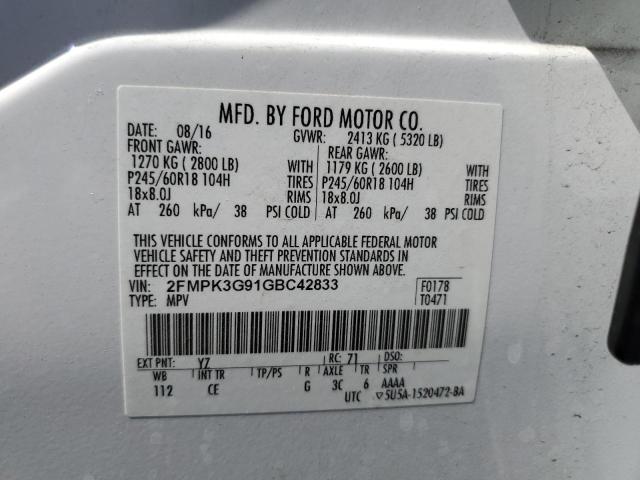 MFD. BY FORD MOTOR CO.
DATE: 08/16 GVWR: 2413 KG ( 5320 LB)
FRONT GAWR: REAR GAWR:
1270 KG ( 2800 LB) WITH 1179 KG ( 2600 LB) WITH
P245/60R18 104H TIRES P245/60R18 104H TIRES
18x8.0J RIMS 18x8.0J RIMS
AT 260 kPa/ 38 PSI COLD AT 260 kPa/ 38 PSI COLD
THIS VEHICLE CONFORMS TO ALL APPLICABLE FEDERAL MOTOR
VEHICLE SAFETY AND THEFT PREVENTION STANDARDS IN
EFFECT ON THE DATE OF MANUFACTURE SHOWN ABOVE.
VIN: 2FMPK3G91GBC42833 F0178
TYPE: MPV T0471
EXT PNT: Y7 RC: 71 DSO:
WB INT TR TP/PS R AXLE TR SPR
112 CE G 3C 6 AAAA
UTC ▽5U5A-1520472-BA